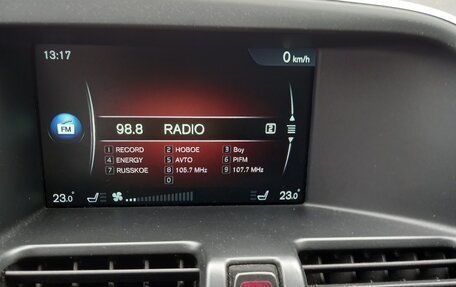 13:17
0 km/h
FM
98.8 RADIO 2
1 RECORD 2 НОВОЕ 3 Boy
4 ENERGY 5 AVTO 6 PIFM
7 RUSSKOE 8 105.7 MHz 9 107.7 MHz
0
23.0 23.0